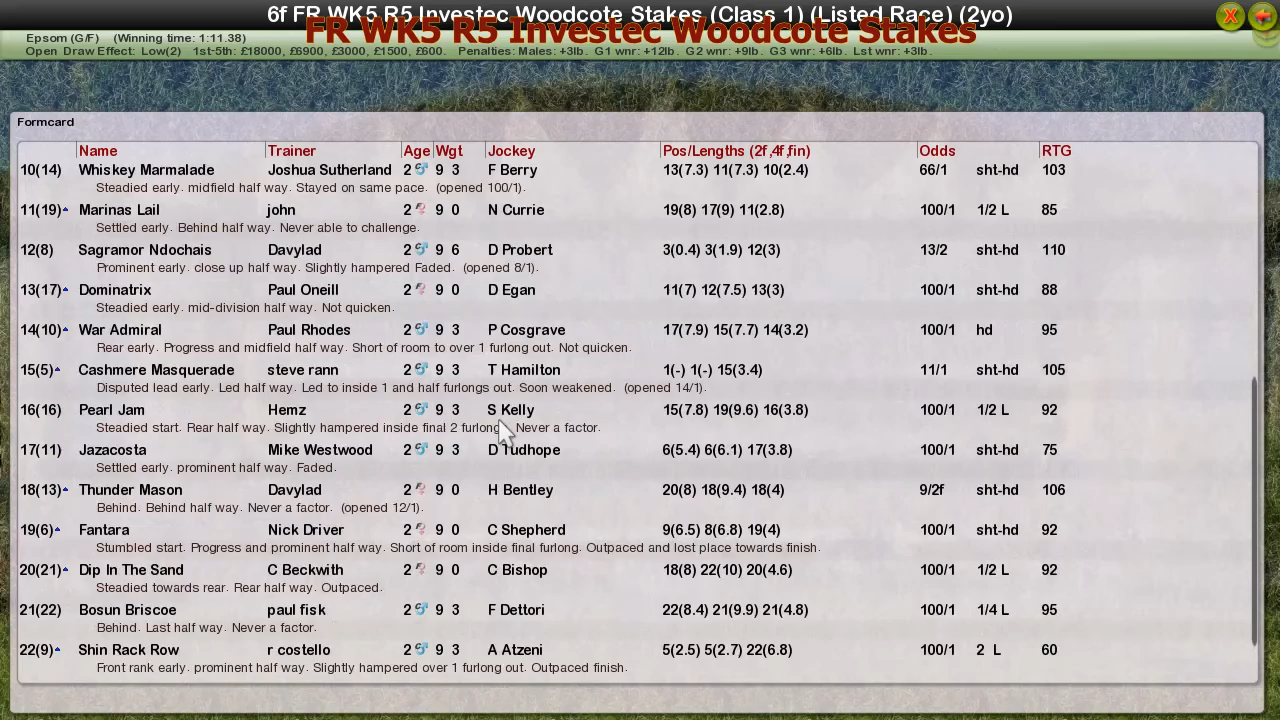 6f FR WK5 R5 Investec Woodcote Stakes (Class 1) (Listed Race) (2yo)
FR WK5 R5 Investec Woodcote Stakes
Epsom (G/F) (Winning time: 1:11.38)
Open Draw Effect: Low(2) 1st-5th: £18000, £6900, £3000, £1500, £600. Penalties: Males: +3lb. G1 wnr: +12lb. G2 wnr: +9lb. G3 wnr: +6lb. Lst wnr: +3lb.
Formcard
Name Trainer Age Wgt Jockey Pos/Lengths (2f,4f,fin) Odds RTG
10(14) Whiskey Marmalade Joshua Sutherland 2 9 3 F Berry 13(7.3) 11(7.3) 10(2.4) 66/1 sht-hd 103
Steadied early. midfield half way. Stayed on same pace. (opened 100/1).
11(19) Marinas Lail john 2 9 0 N Currie 19(8) 17(9) 11(2.8) 100/1 1/2 L 85
Settled early. Behind half way. Never able to challenge.
12(8) Sagramor Ndochais Davylad 2 9 6 D Probert 3(0.4) 3(1.9) 12(3) 13/2 sht-hd 110
Prominent early. close up half way. Slightly hampered Faded. (opened 8/1).
13(17) Dominatrix Paul Oneill 2 9 0 D Egan 11(7) 12(7.5) 13(3) 100/1 sht-hd 88
Steadied early. mid-division half way. Not quicken.
14(10) War Admiral Paul Rhodes 2 9 3 P Cosgrave 17(7.9) 15(7.7) 14(3.2) 100/1 hd 95
Rear early. Progress and midfield half way. Short of room to over 1 furlong out. Not quicken.
15(5) Cashmere Masquerade steve rann 2 9 3 T Hamilton 1(-) 1(-) 15(3.4) 11/1 sht-hd 105
Disputed lead early. Led half way. Led to inside 1 and half furlongs out. Soon weakened. (opened 14/1).
16(16) Pearl Jam Hemz 2 9 3 S Kelly 15(7.8) 19(9.6) 16(3.8) 100/1 1/2 L 92
Steadied start. Rear half way. Slightly hampered inside final 2 furlong Never a factor.
17(11) Jazacosta Mike Westwood 2 9 3 D Tudhope 6(5.4) 6(6.1) 17(3.8) 100/1 sht-hd 75
Settled early. prominent half way. Faded.
18(13) Thunder Mason Davylad 2 9 0 H Bentley 20(8) 18(9.4) 18(4) 9/2f sht-hd 106
Behind. Behind half way. Never a factor. (opened 12/1).
19(6) Fantara Nick Driver 2 9 0 C Shepherd 9(6.5) 8(6.8) 19(4) 100/1 sht-hd 92
Stumbled start. Progress and prominent half way. Short of room inside final furlong. Outpaced and lost place towards finish.
20(21) Dip In The Sand C Beckwith 2 9 0 C Bishop 18(8) 22(10) 20(4.6) 100/1 1/2 L 92
Steadied towards rear. Rear half way. Outpaced.
21(22) Bosun Briscoe paul fisk 2 9 3 F Dettori 22(8.4) 21(9.9) 21(4.8) 100/1 1/4 L 95
Behind. Last half way. Never a factor.
22(9) Shin Rack Row r costello 2 9 3 A Atzeni 5(2.5) 5(2.7) 22(6.8) 100/1 2 L 60
Front rank early. prominent half way. Slightly hampered over 1 furlong out. Outpaced finish.